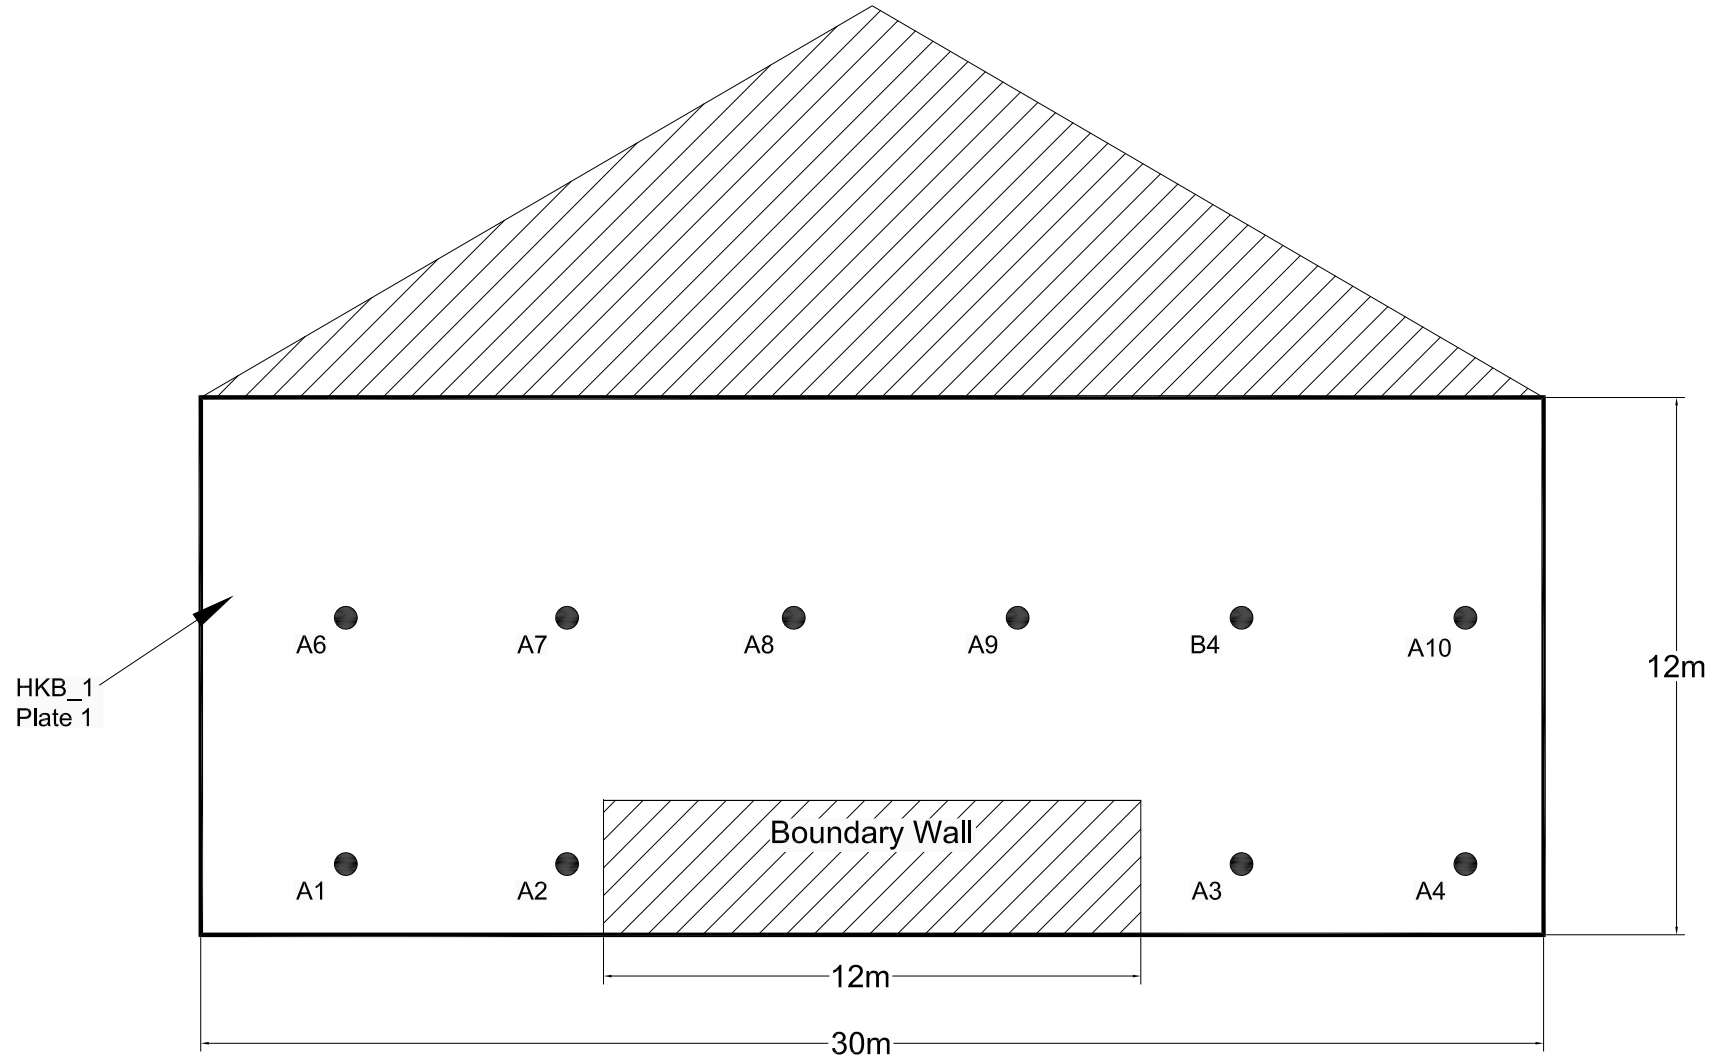 A6
A7
A8
A9
B4
A10
12m
HKB_1
Plate 1
Boundary Wall
A1
A2
A3
A4
12m
30m